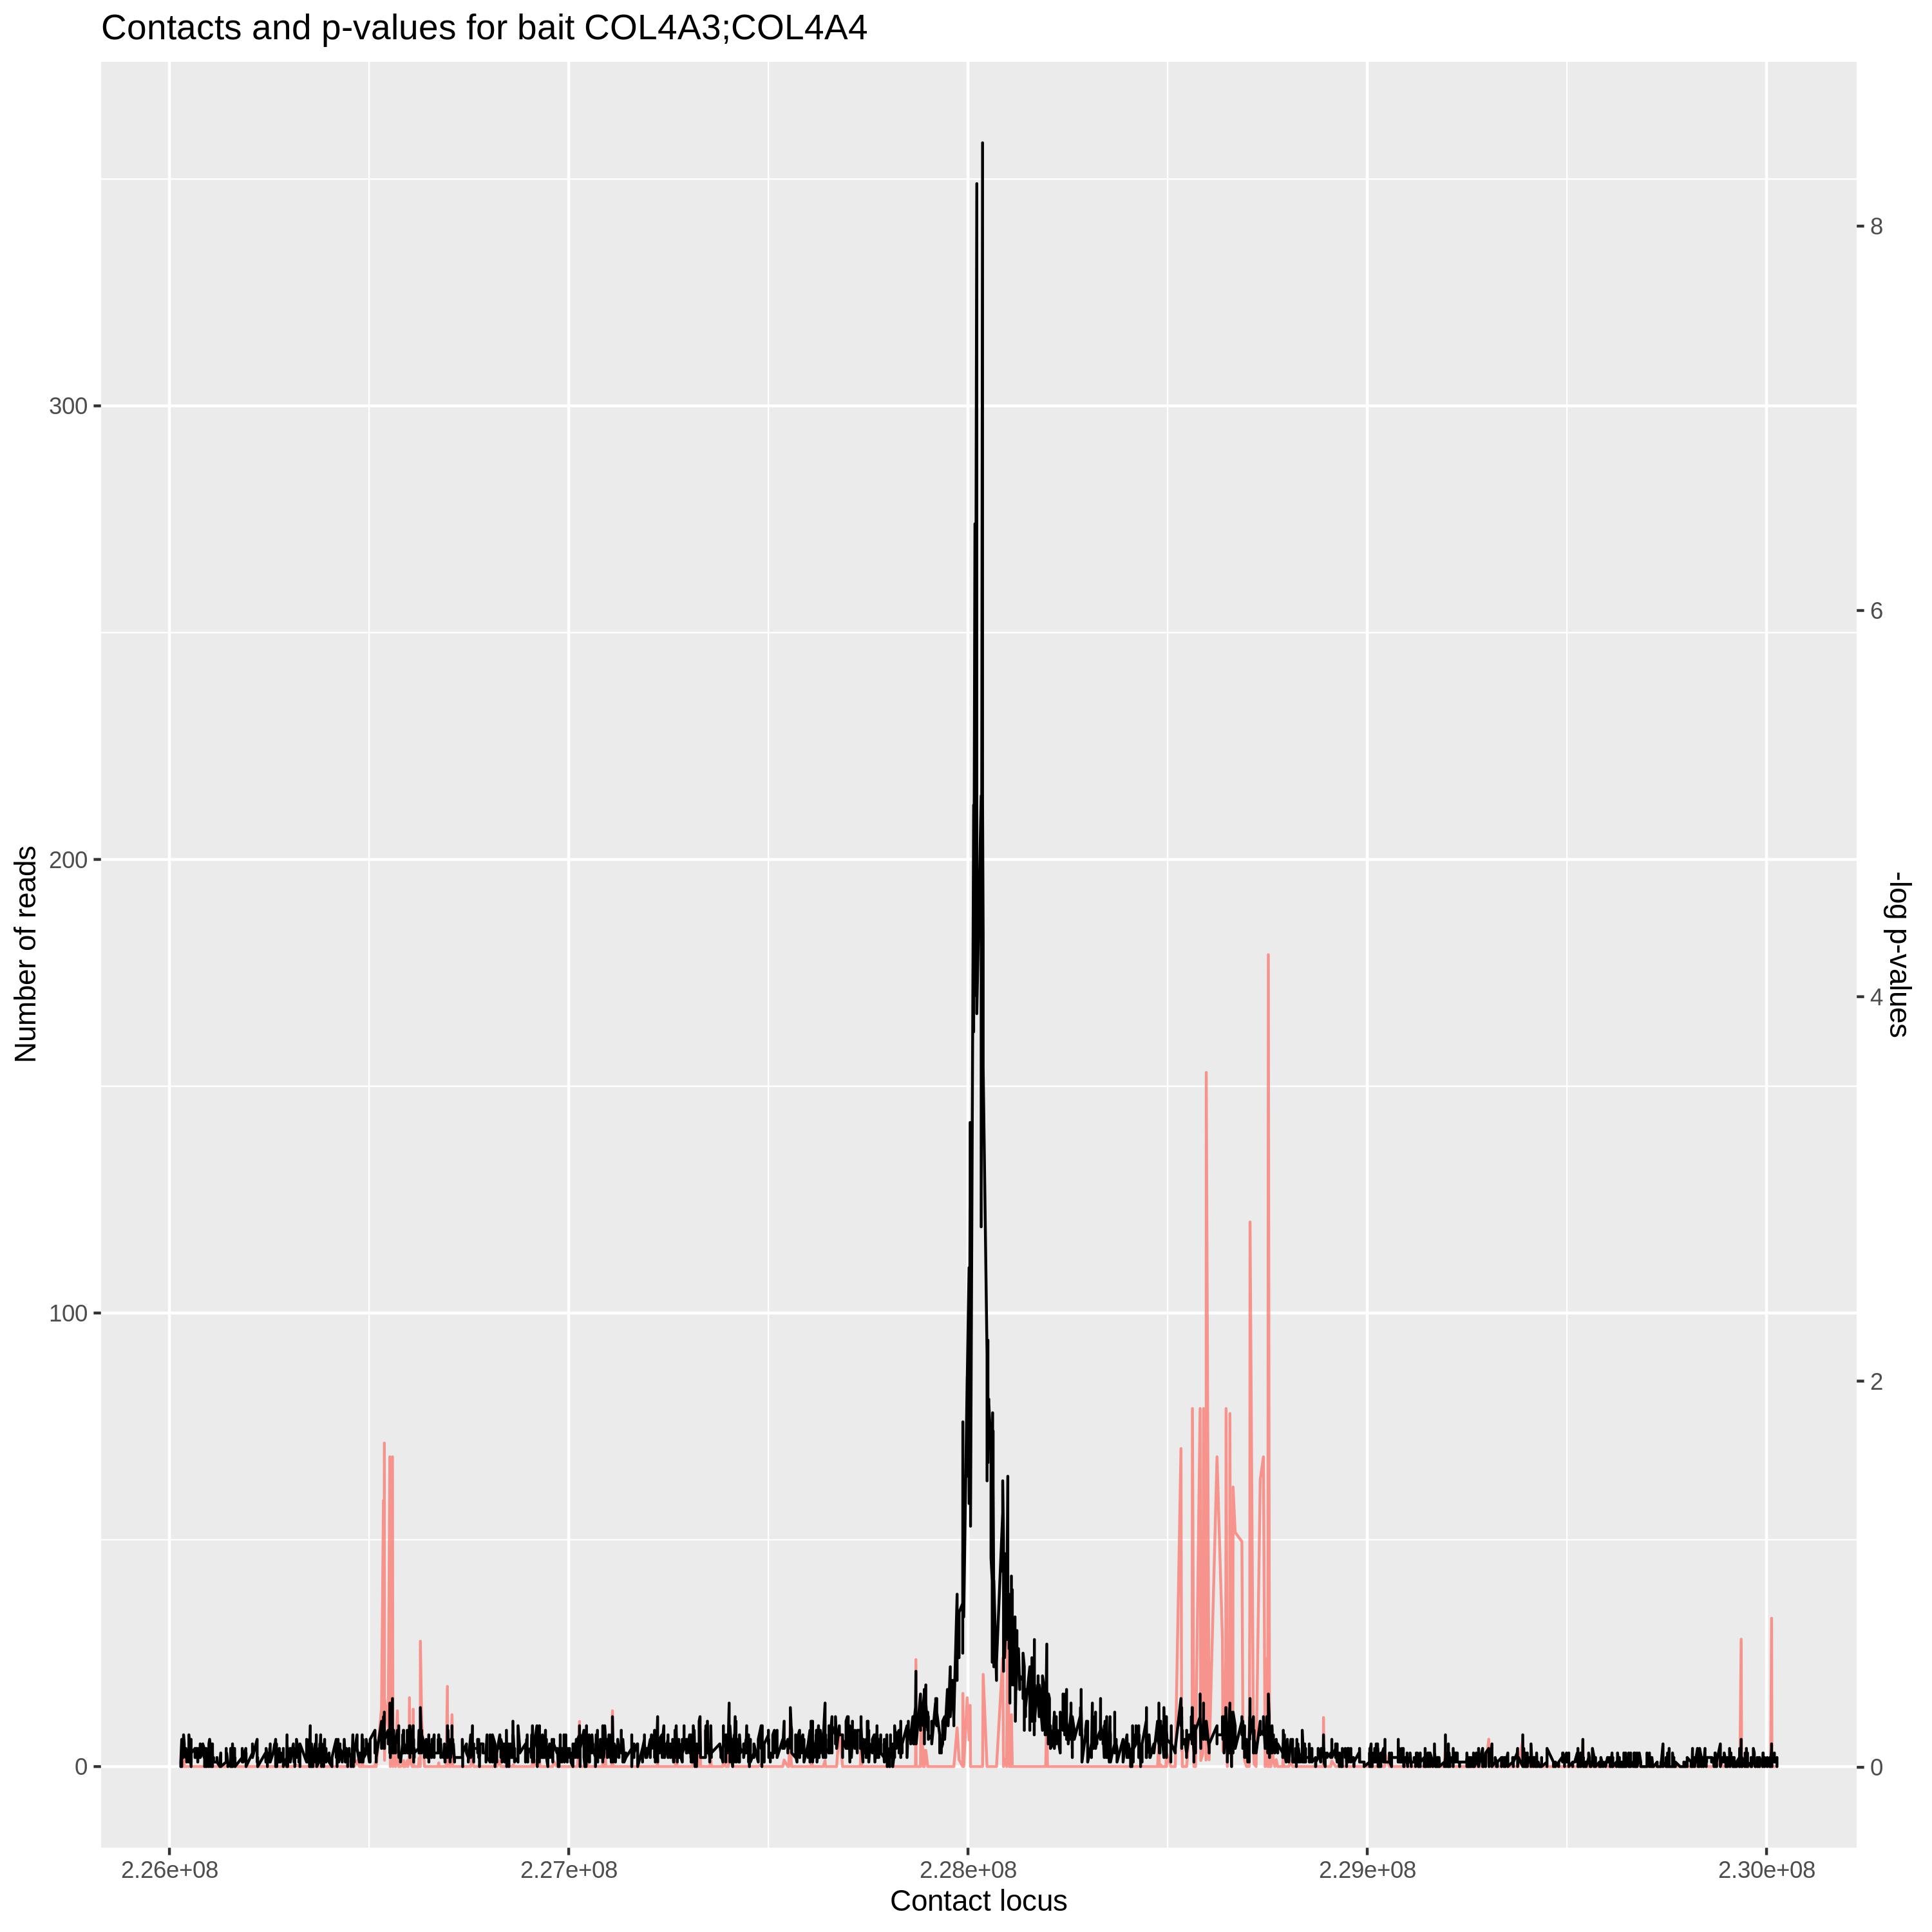 Contacts and p-values for bait COL4A3;COL4A4
Number of reads
300
200
100
0
8
6
4
2
0
-log p-values
2.26e+08
2.27e+08
2.28e+08
2.29e+08
2.30e+08
Contact locus